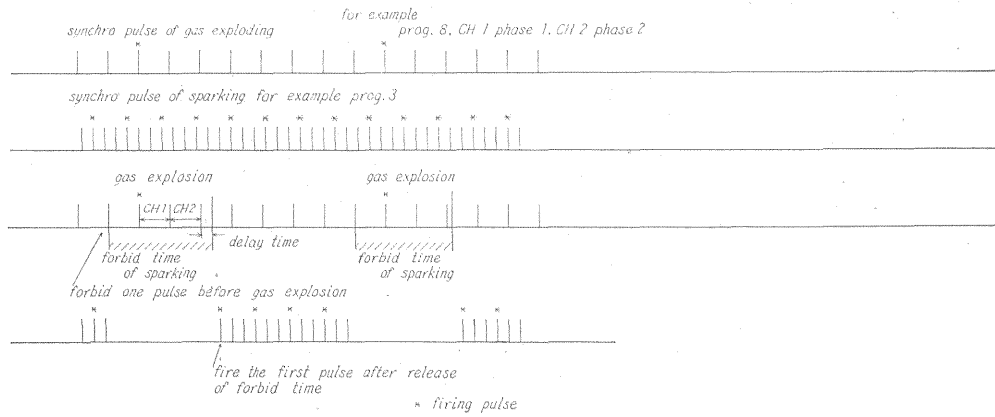 for example
synchro pulse of gas exploding
prog. 8, CH 1 phase 1, CH 2 phase 2
synchro pulse of sparking for example prog. 3
gas explosion
gas explosion
CH1
CH2
delay time
forbid time
of sparking
forbid time
of sparking
forbid one pulse before gas explosion
fire the first pulse after release
of forbid time
* firing pulse